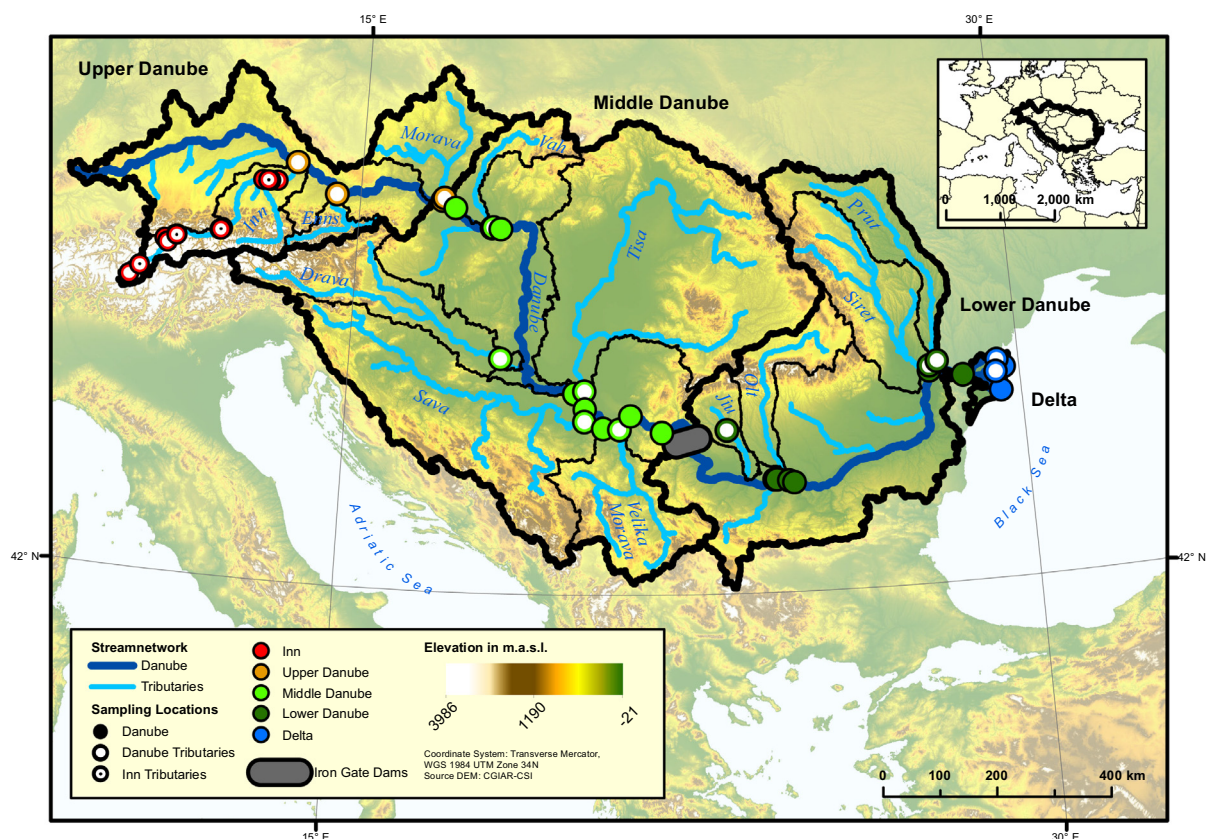 15° E
30° E
Upper Danube
Middle Danube
Morava
Vah
0
1,000
2,000 km
Inn
Enns
Prut
Tisa
Drava
Danube
Siret
Lower Danube
Sava
Olt
Jiu
Delta
Velika
Morava
Adriatic Sea
Black Sea
42° N
42° N
Streamnetwork
Danube
Tributaries
Sampling Locations
Danube
Danube Tributaries
Inn Tributaries
Inn
Upper Danube
Middle Danube
Lower Danube
Delta
Iron Gate Dams
Elevation in m.a.s.l.
3986
1190
-21
Coordinate System: Transverse Mercator,
WGS 1984 UTM Zone 34N
Source DEM: CGIAR-CSI
0 100 200 400 km
15° E
30° E